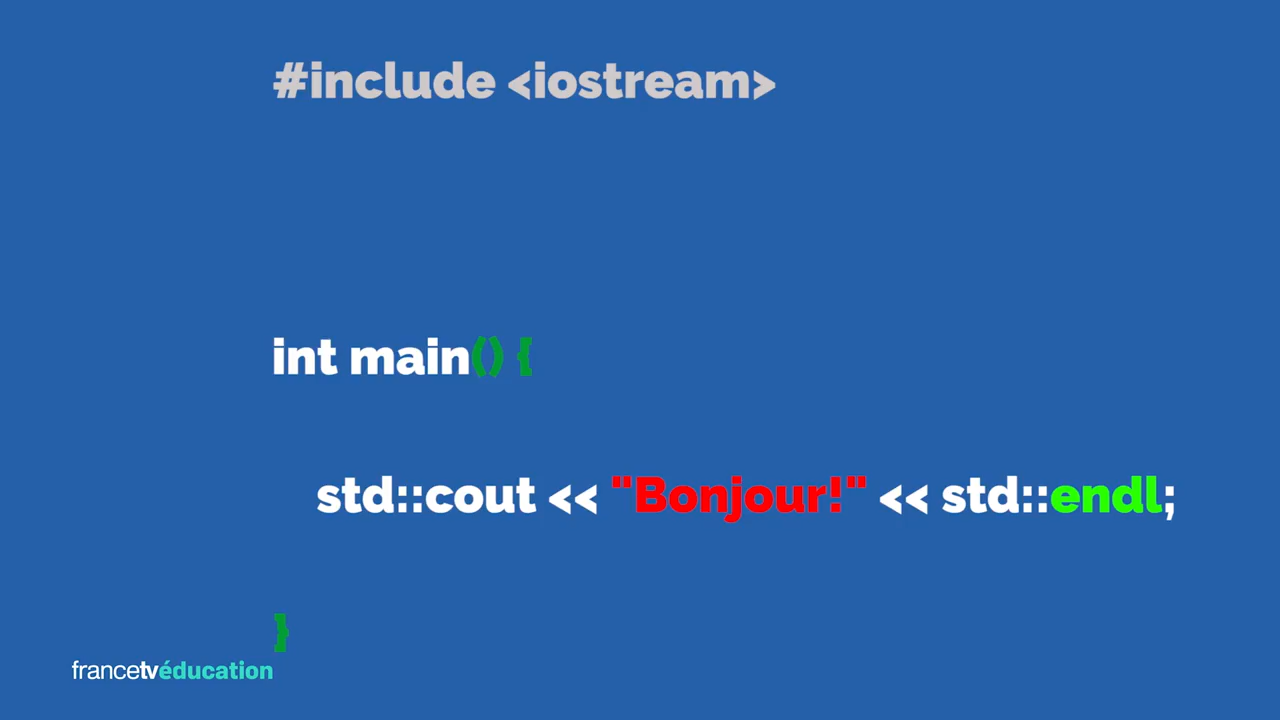 #include <iostream>
int main() {
std::cout << "Bonjour!" << std::endl;
}
francetvéducation